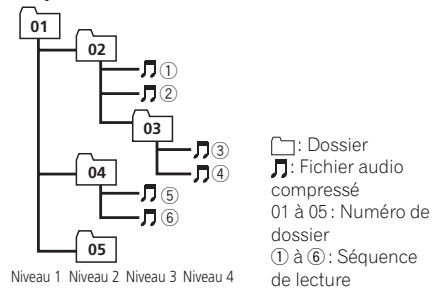 01
02
①
②
03
③
④
04
⑤
⑥
05
Niveau 1 Niveau 2 Niveau 3 Niveau 4
: Dossier
: Fichier audio
compressé
01 à 05 : Numéro de
dossier
① à ⑥ : Séquence
de lecture